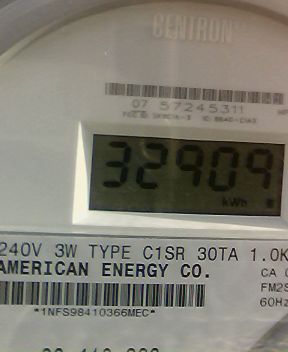 CENTRON
07 57245311
32909
kWh
240V 3W TYPE C1SR 30TA 1.0K
AMERICAN ENERGY CO.
CA
FM2S
60Hz
*1NFS98410366MEC*